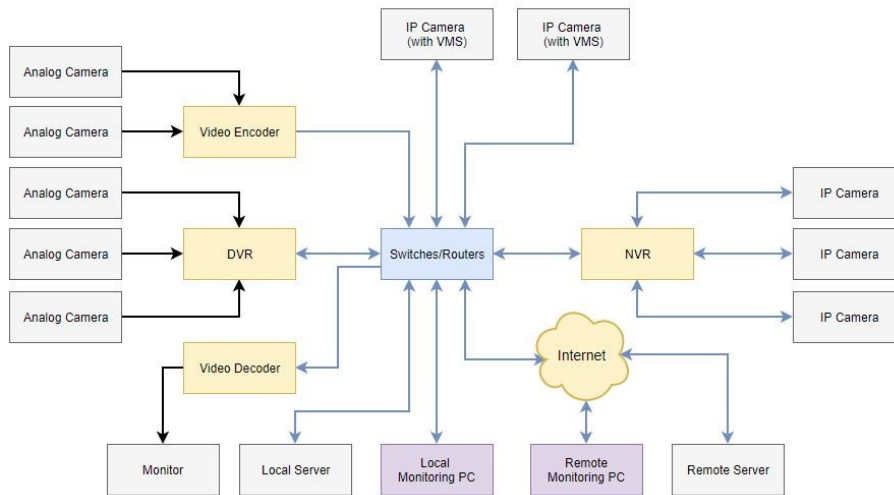 IP Camera
(with VMS)
IP Camera
(with VMS)
Analog Camera
Analog Camera
Video Encoder
Analog Camera
IP Camera
Analog Camera
DVR
Switches/Routers
NVR
IP Camera
Analog Camera
IP Camera
Video Decoder
Internet
Monitor
Local Server
Local
Monitoring PC
Remote
Monitoring PC
Remote Server